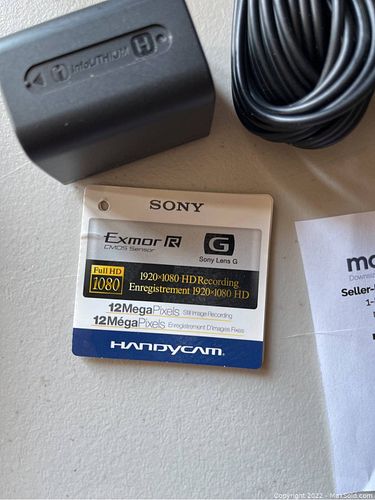 InfoLITHIUM H
SONY
Exmor R
CMOS Sensor
G
Sony Lens G
Full HD
1080
1920×1080 HD Recording
Enregistrement 1920×1080 HD
12MegaPixels Still Image Recording
12MégaPixels Enregistrement D'images Fixes
HANDYCAM
Seller-
1-
Copyright 2022 - MaxSold.com